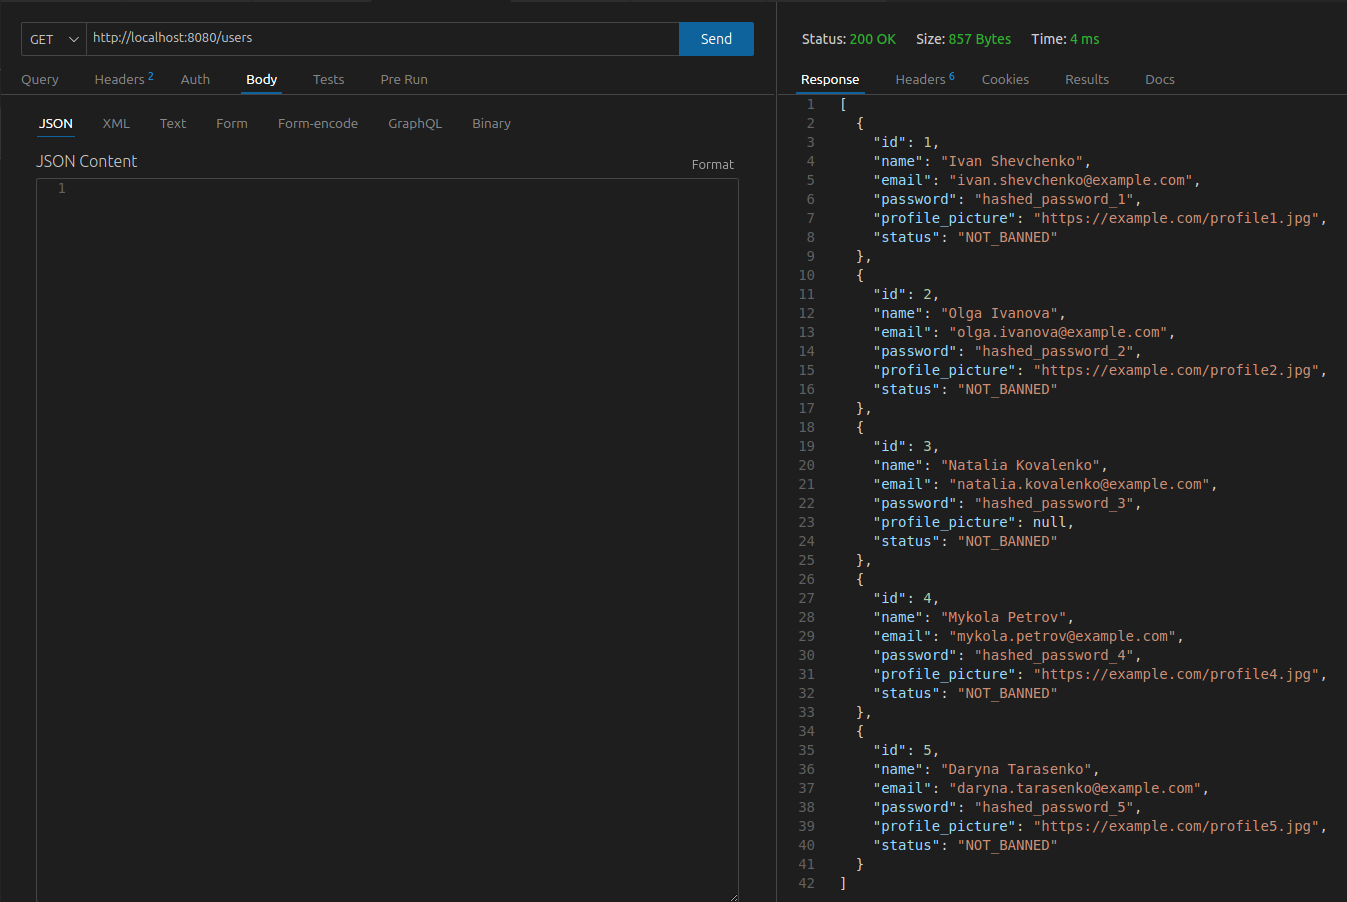 GET http://localhost:8080/users Send
Query Headers 2 Auth Body Tests Pre Run
JSON XML Text Form Form-encode GraphQL Binary
JSON Content Format
1
Status: 200 OK Size: 857 Bytes Time: 4 ms
Response Headers 6 Cookies Results Docs
1 [
2 {
3 "id": 1,
4 "name": "Ivan Shevchenko",
5 "email": "ivan.shevchenko@example.com",
6 "password": "hashed_password_1",
7 "profile_picture": "https://example.com/profile1.jpg",
8 "status": "NOT_BANNED"
9 },
10 {
11 "id": 2,
12 "name": "Olga Ivanova",
13 "email": "olga.ivanova@example.com",
14 "password": "hashed_password_2",
15 "profile_picture": "https://example.com/profile2.jpg",
16 "status": "NOT_BANNED"
17 },
18 {
19 "id": 3,
20 "name": "Natalia Kovalenko",
21 "email": "natalia.kovalenko@example.com",
22 "password": "hashed_password_3",
23 "profile_picture": null,
24 "status": "NOT_BANNED"
25 },
26 {
27 "id": 4,
28 "name": "Mykola Petrov",
29 "email": "mykola.petrov@example.com",
30 "password": "hashed_password_4",
31 "profile_picture": "https://example.com/profile4.jpg",
32 "status": "NOT_BANNED"
33 },
34 {
35 "id": 5,
36 "name": "Daryna Tarasenko",
37 "email": "daryna.tarasenko@example.com",
38 "password": "hashed_password_5",
39 "profile_picture": "https://example.com/profile5.jpg",
40 "status": "NOT_BANNED"
41 }
42 ]